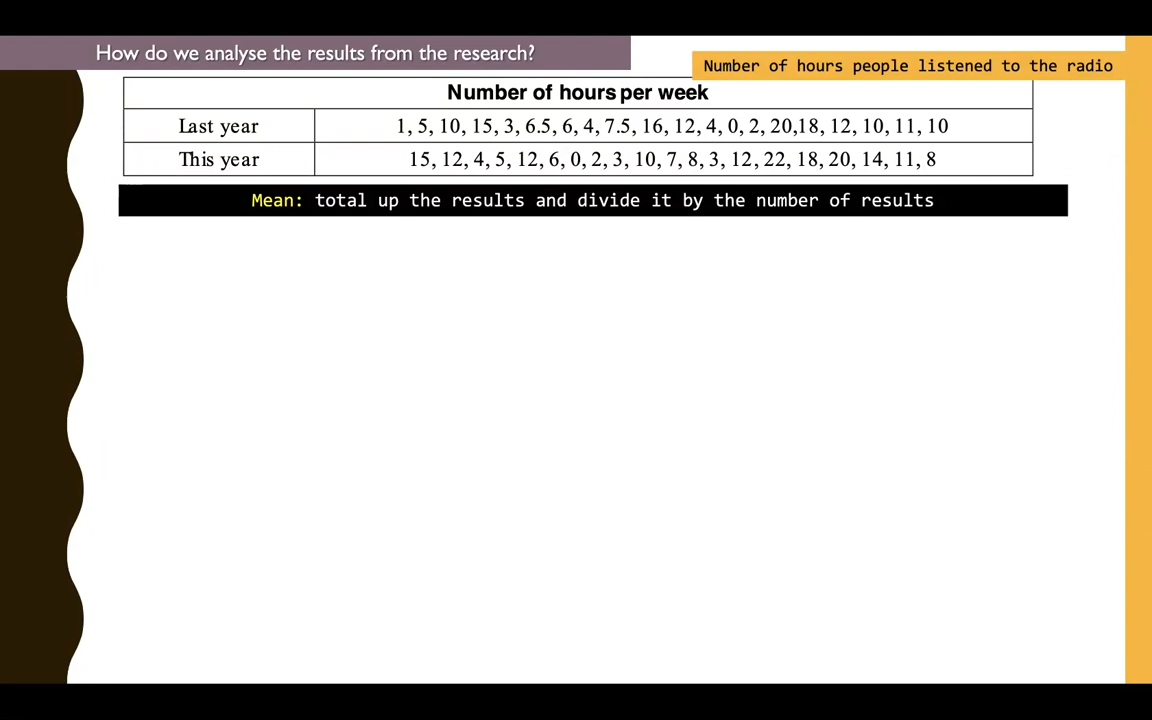 How do we analyse the results from the research?
Number of hours people listened to the radio
Number of hours per week
Last year 1, 5, 10, 15, 3, 6.5, 6, 4, 7.5, 16, 12, 4, 0, 2, 20,18, 12, 10, 11, 10
This year 15, 12, 4, 5, 12, 6, 0, 2, 3, 10, 7, 8, 3, 12, 22, 18, 20, 14, 11, 8
Mean: total up the results and divide it by the number of results